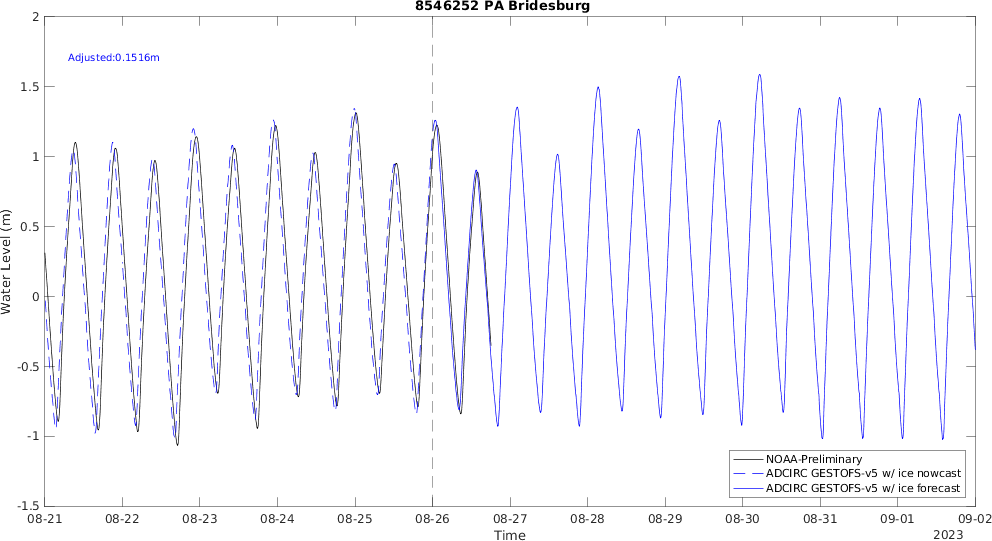 8546252 PA Bridesburg
Adjusted:0.1516m
Water Level (m)
2
1.5
1
0.5
0
-0.5
-1
-1.5
NOAA-Preliminary
ADCIRC GESTOFS-v5 w/ ice nowcast
ADCIRC GESTOFS-v5 w/ ice forecast
08-21 08-22 08-23 08-24 08-25 08-26 08-27 08-28 08-29 08-30 08-31 09-01 09-02
Time
2023